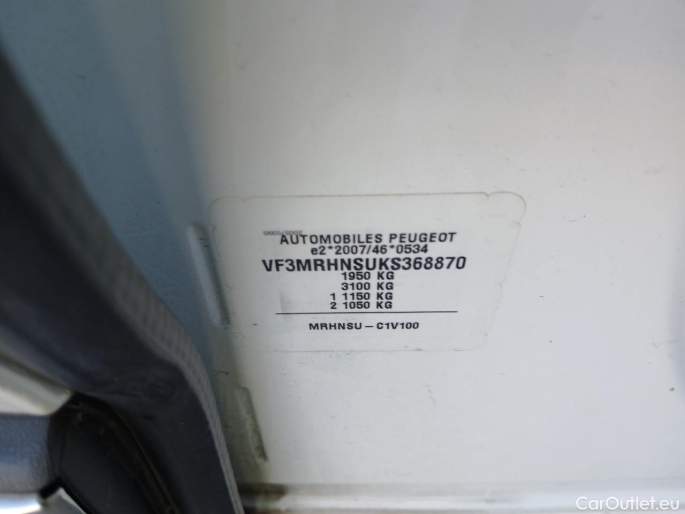 AUTOMOBILES PEUGEOT
e2*2007/46*0534
VF3MRHNSUKS368870
1950 KG
3100 KG
1 1150 KG
2 1050 KG
MRHNSU-C1V100
CarOutlet.eu